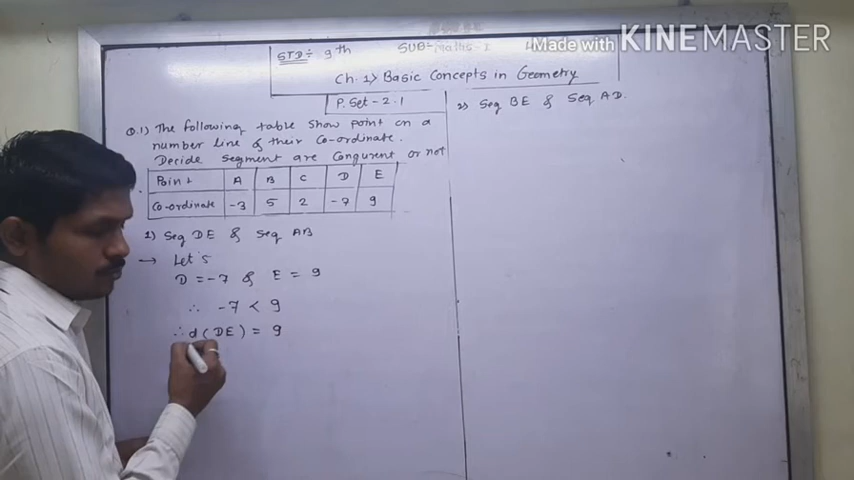 STD:- 9th SUB-Maths-I
Made with KINEMASTER
Ch. 1) Basic Concepts in Geometry
P. Set - 2.1
Q.1) The following table show point on a
number line & their Co-ordinate.
Decide Segment are Congurent or not
Point A B C D E
Co-ordinate -3 5 2 -7 9
1) Seg DE & Seg AB
→ Let's
D = -7 & E = 9
∴ -7 < 9
∴ d(DE) = 9
2) Seg BE & Seg AD.